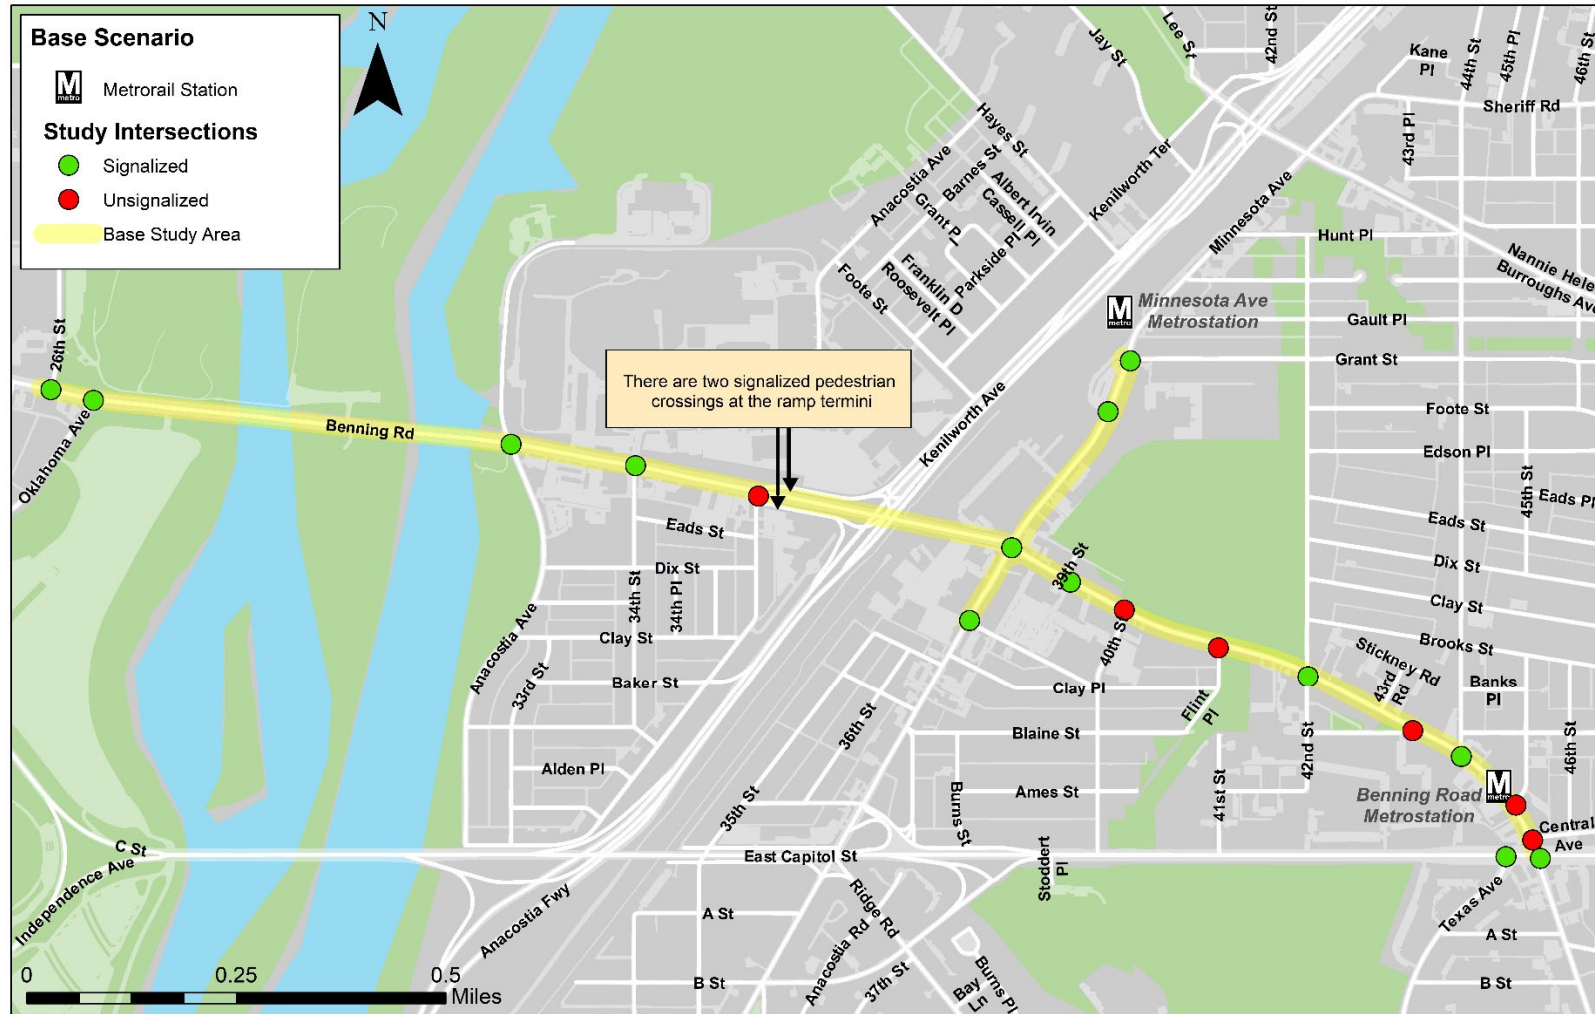 Base Scenario
M
metro
Metrorail Station
Study Intersections
Signalized
Unsignalized
Base Study Area
N
Jay St
Lee St
42nd St
Kane
Pl
44th St
45th Pl
46th St
Sheriff Rd
43rd Pl
Hayes St
Barnes St
Anacostia Ave
Albert Irvin
Cassell Pl
Grant Pl
Parkside Pl
Franklin D
Roosevelt Pl
Foote St
Kenilworth Ter
Minnesota Ave
Hunt Pl
Nannie Hele
Burroughs Ave
M
metro
Minnesota Ave
Metrostation
Gault Pl
Grant St
26th St
Oklahoma Ave
Benning Rd
There are two signalized pedestrian
crossings at the ramp termini
Kenilworth Ave
Foote St
Edson Pl
45th St
Eads Pl
Eads St
Eads St
39th St
Dix St
Dix St
34th St
34th Pl
Clay St
Anacostia Ave
Clay St
40th St
Brooks St
Stickney Rd
43rd
Rd
Banks
Pl
33rd St
Baker St
Clay Pl
Flint
Pl
36th St
Blaine St
42nd St
46th St
Alden Pl
35th St
Burns St
Ames St
41st St
Benning Road
Metrostation
M
metro
Central
Ave
C St
Independence Ave
East Capitol St
Stoddert
Pl
Anacostia Fwy
Ridge Rd
A St
Anacostia Rd
Texas Ave
A St
37th St
Burns Pl
Bay
Ln
B St
B St
0
0.25
0.5
Miles